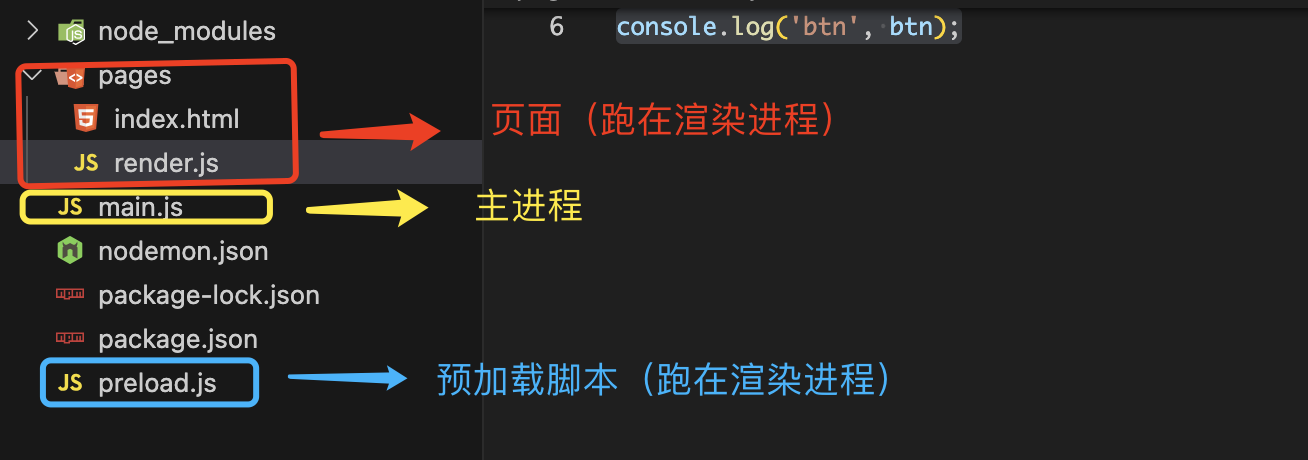 node_modules
6 console.log('btn', btn);
pages
index.html
页面（跑在渲染进程）
JS render.js
JS main.js
主进程
nodemon.json
package-lock.json
package.json
JS preload.js
预加载脚本（跑在渲染进程）